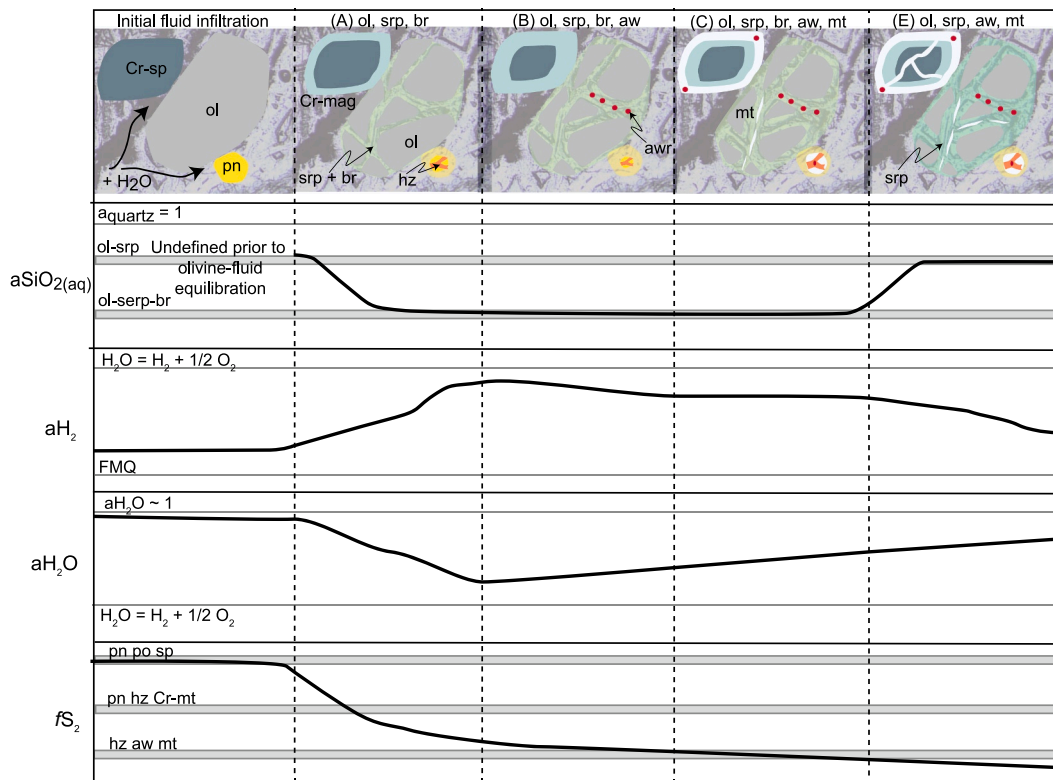 Initial fluid infiltration
(A) ol, srp, br
(B) ol, srp, br, aw
(C) ol, srp, br, aw, mt
(E) ol, srp, aw, mt
Cr-sp
ol
pn
+ H₂O
Cr-mag
ol
srp + br
hz
awr
mt
srp
aSiO₂₍aq₎
aquartz = 1
ol-srp
Undefined prior to
olivine-fluid
equilibration
ol-serp-br
aH₂
H₂O = H₂ + 1/2 O₂
FMQ
aH₂O
aH₂O ~ 1
H₂O = H₂ + 1/2 O₂
fS₂
pn po sp
pn hz Cr-mt
hz aw mt